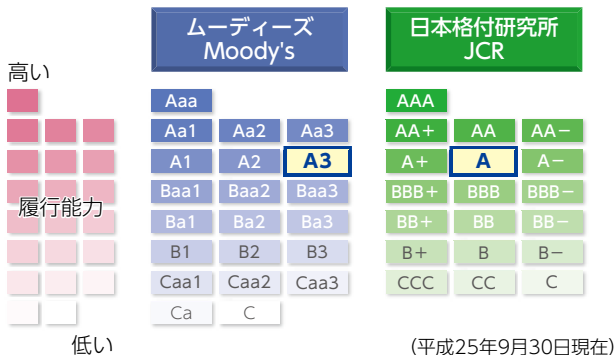 ムーディーズ
Moody's
日本格付研究所
JCR
高い
Aaa
AAA
Aa1 Aa2 Aa3
AA+ AA AA−
A1 A2 A3
A+ A A−
Baa1 Baa2 Baa3
BBB+ BBB BBB−
履行能力
Ba1 Ba2 Ba3
BB+ BB BB−
B1 B2 B3
B+ B B−
Caa1 Caa2 Caa3
CCC CC C
Ca C
低い
(平成25年9月30日現在)